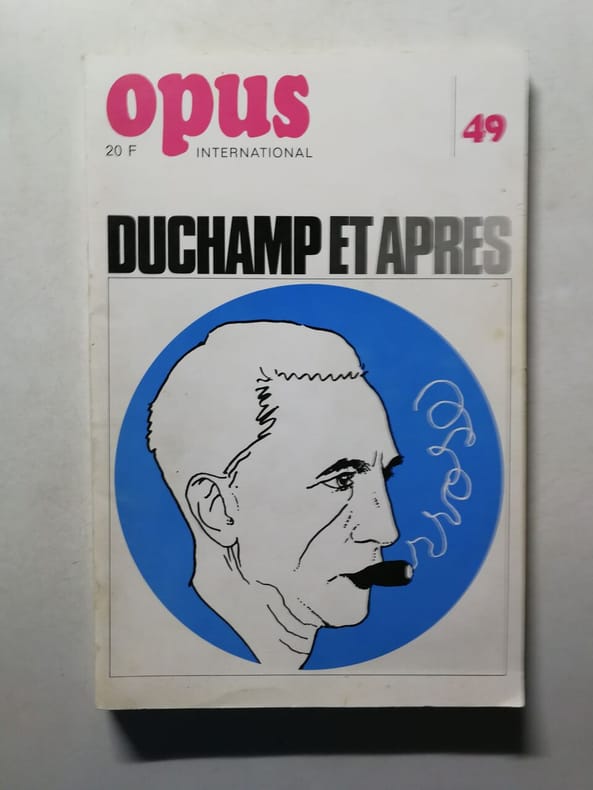 opus
20 F INTERNATIONAL
49
DUCHAMP ET APRES